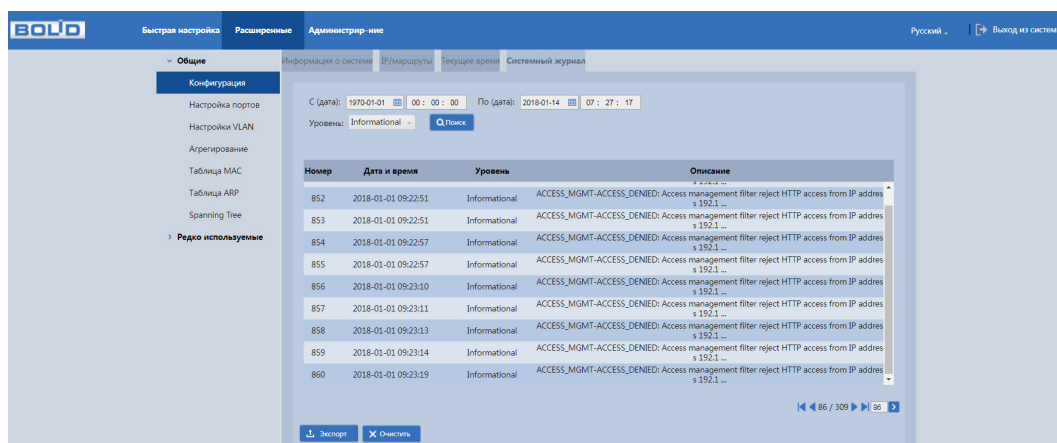 BOLID
Быстрая настройка Расширенные Администрир-ние Русский Выход из систем
Общие
Информация о системе IP/маршруты Текущее время Системный журнал
Конфигурация
Настройка портов
Настройки VLAN
Агрегирование
Таблица MAC
Таблица ARP
Spanning Tree
Редко используемые
С (дата): 1970-01-01 00 : 00 : 00 По (дата): 2018-01-14 07 : 27 : 17
Уровень: Informational Поиск
Номер Дата и время Уровень Описание
852 2018-01-01 09:22:51 Informational ACCESS_MGMT-ACCESS_DENIED: Access management filter reject HTTP access from IP addres
s 192.1 ...
853 2018-01-01 09:22:51 Informational ACCESS_MGMT-ACCESS_DENIED: Access management filter reject HTTP access from IP addres
s 192.1 ...
854 2018-01-01 09:22:57 Informational ACCESS_MGMT-ACCESS_DENIED: Access management filter reject HTTP access from IP addres
s 192.1 ...
855 2018-01-01 09:22:57 Informational ACCESS_MGMT-ACCESS_DENIED: Access management filter reject HTTP access from IP addres
s 192.1 ...
856 2018-01-01 09:23:10 Informational ACCESS_MGMT-ACCESS_DENIED: Access management filter reject HTTP access from IP addres
s 192.1 ...
857 2018-01-01 09:23:11 Informational ACCESS_MGMT-ACCESS_DENIED: Access management filter reject HTTP access from IP addres
s 192.1 ...
858 2018-01-01 09:23:13 Informational ACCESS_MGMT-ACCESS_DENIED: Access management filter reject HTTP access from IP addres
s 192.1 ...
859 2018-01-01 09:23:14 Informational ACCESS_MGMT-ACCESS_DENIED: Access management filter reject HTTP access from IP addres
s 192.1 ...
860 2018-01-01 09:23:19 Informational ACCESS_MGMT-ACCESS_DENIED: Access management filter reject HTTP access from IP addres
s 192.1 ...
86 / 309 86
Экспорт Очистить